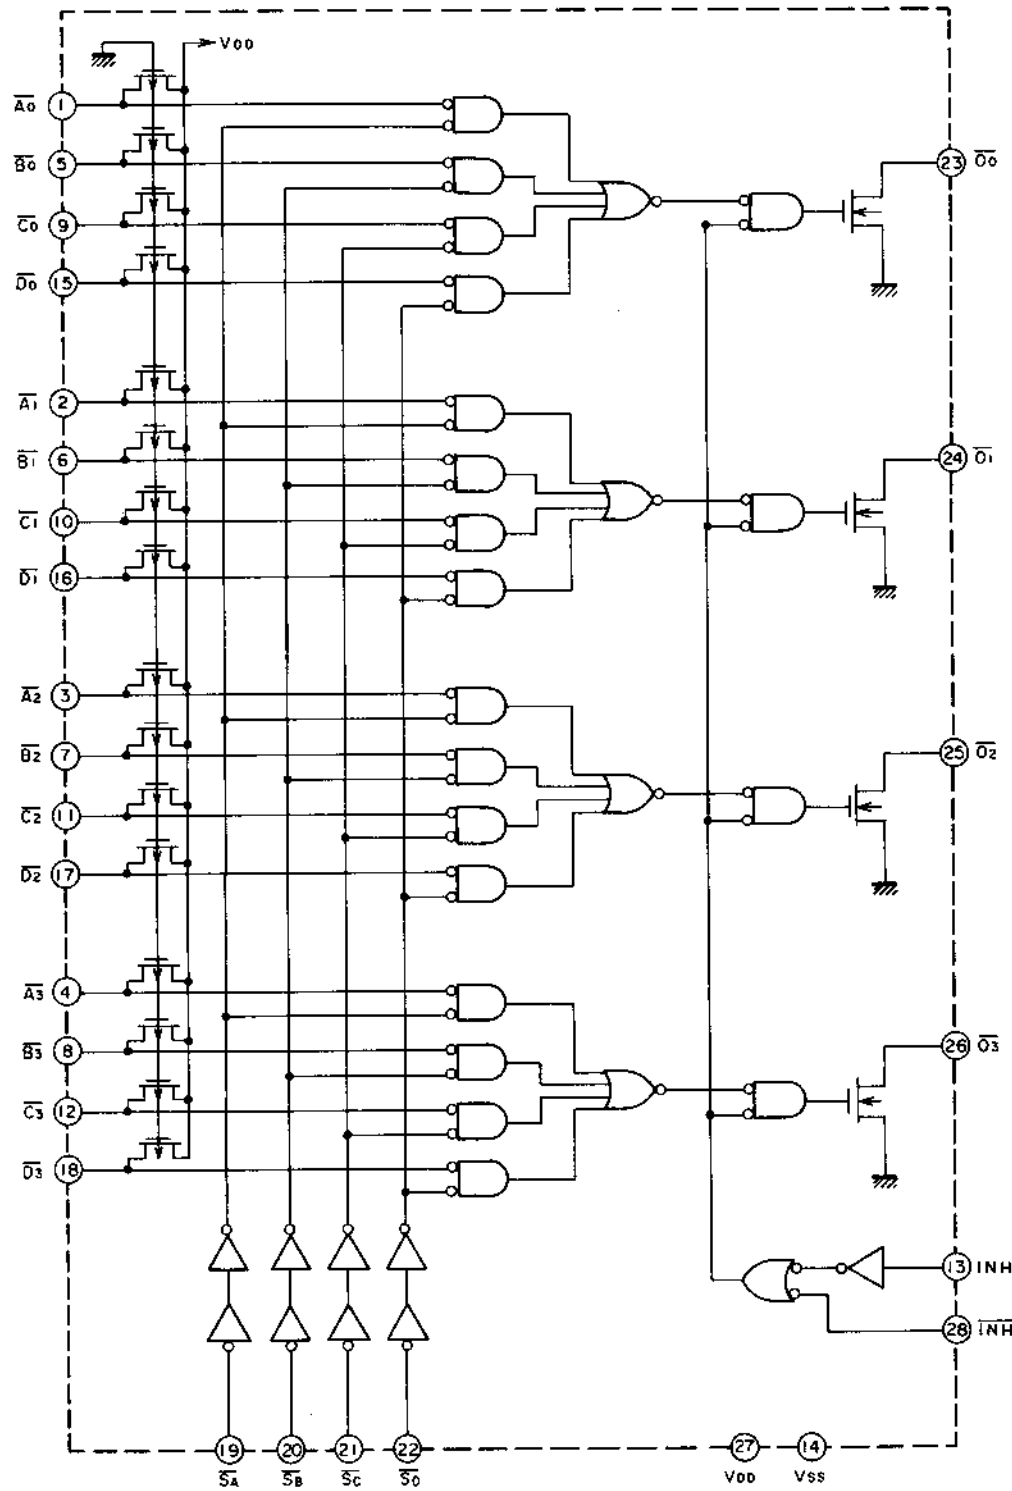 VDD
A0 1
23 O0
B0 5
C0 9
D0 15
A1 2
24 O1
B1 6
C1 10
D1 16
A2 3
25 O2
B2 7
C2 11
D2 17
A3 4
26 O3
B3 8
C3 12
D3 18
13 INH
28 INH
19 20 21 22 27 14
SA SB SC SD VDD VSS